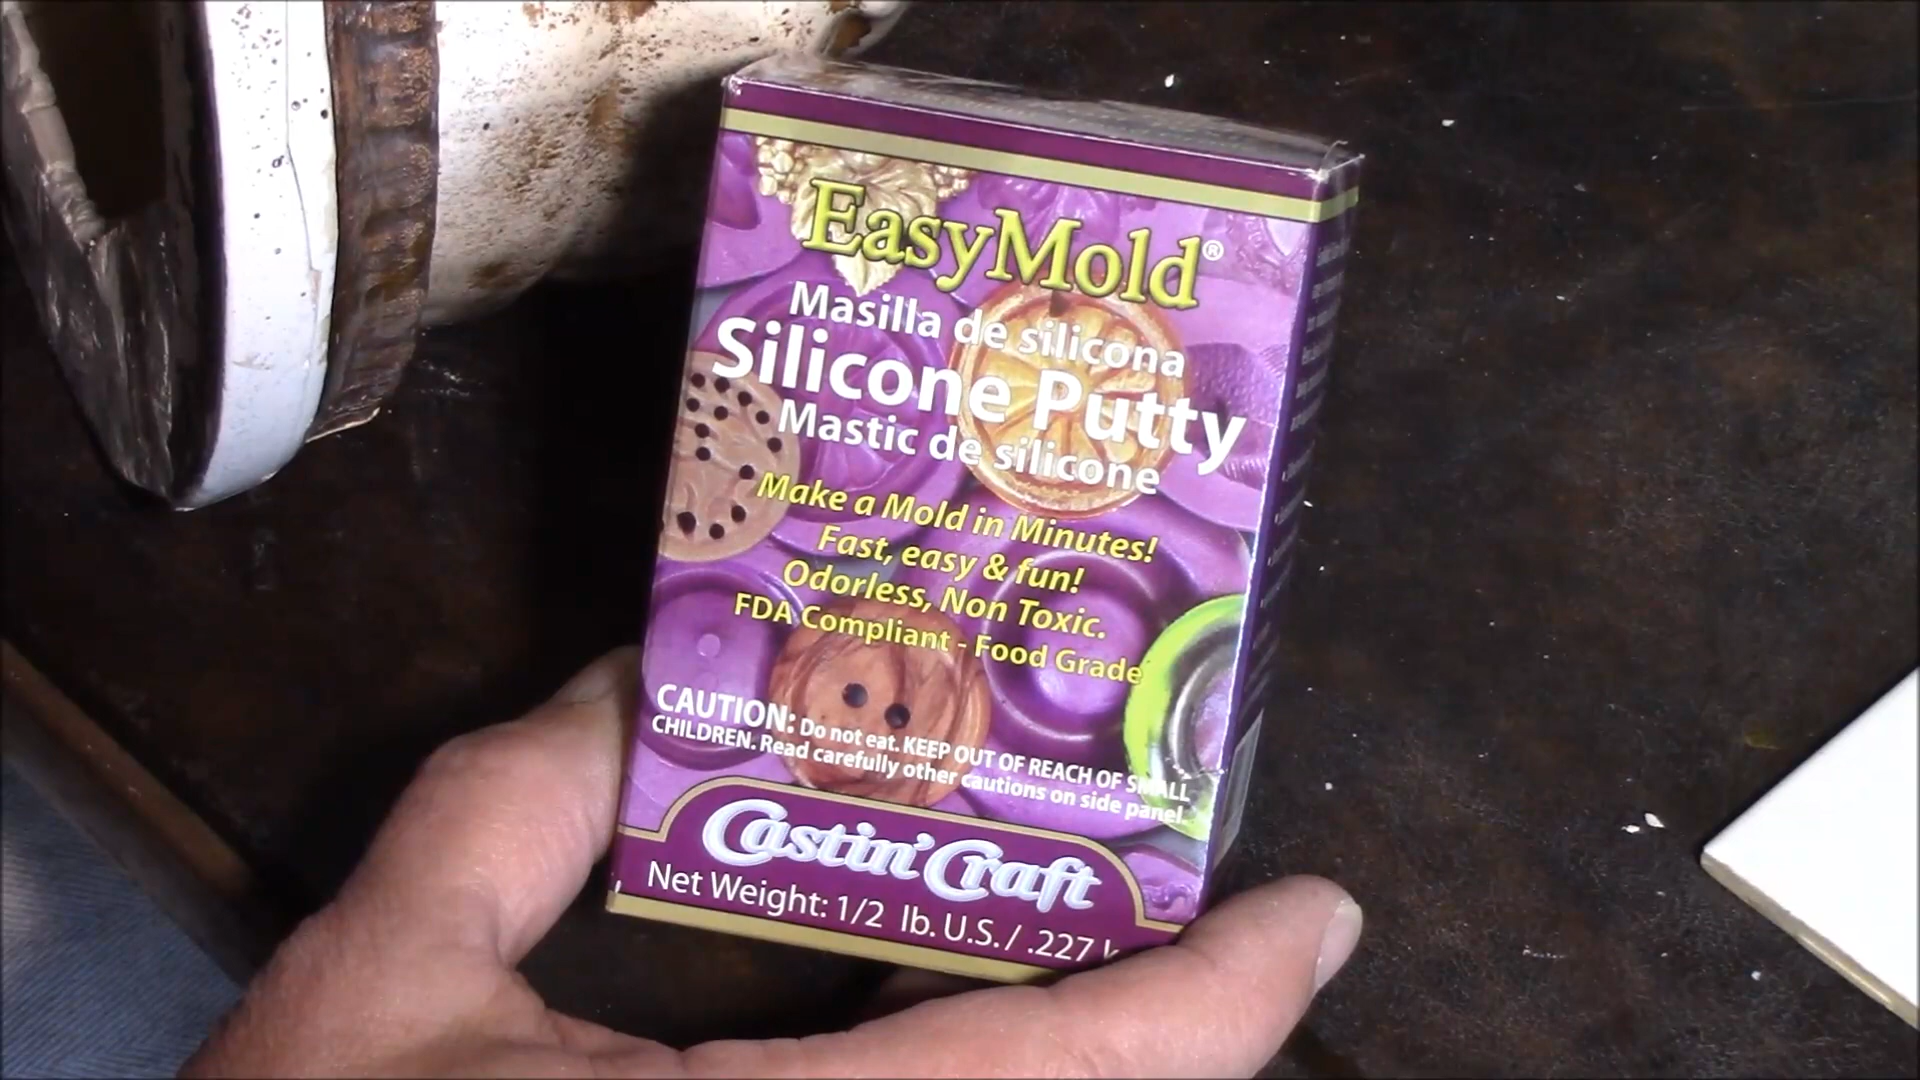 EasyMold®
Masilla de silicona
Silicone Putty
Mastic de silicone
Make a Mold in Minutes!
Fast, easy & fun!
Odorless, Non Toxic.
FDA Compliant - Food Grade
CAUTION: Do not eat. KEEP OUT OF REACH OF SMALL
CHILDREN. Read carefully other cautions on side panel.
Castin'Craft
Net Weight: 1/2 lb. U.S. / .227